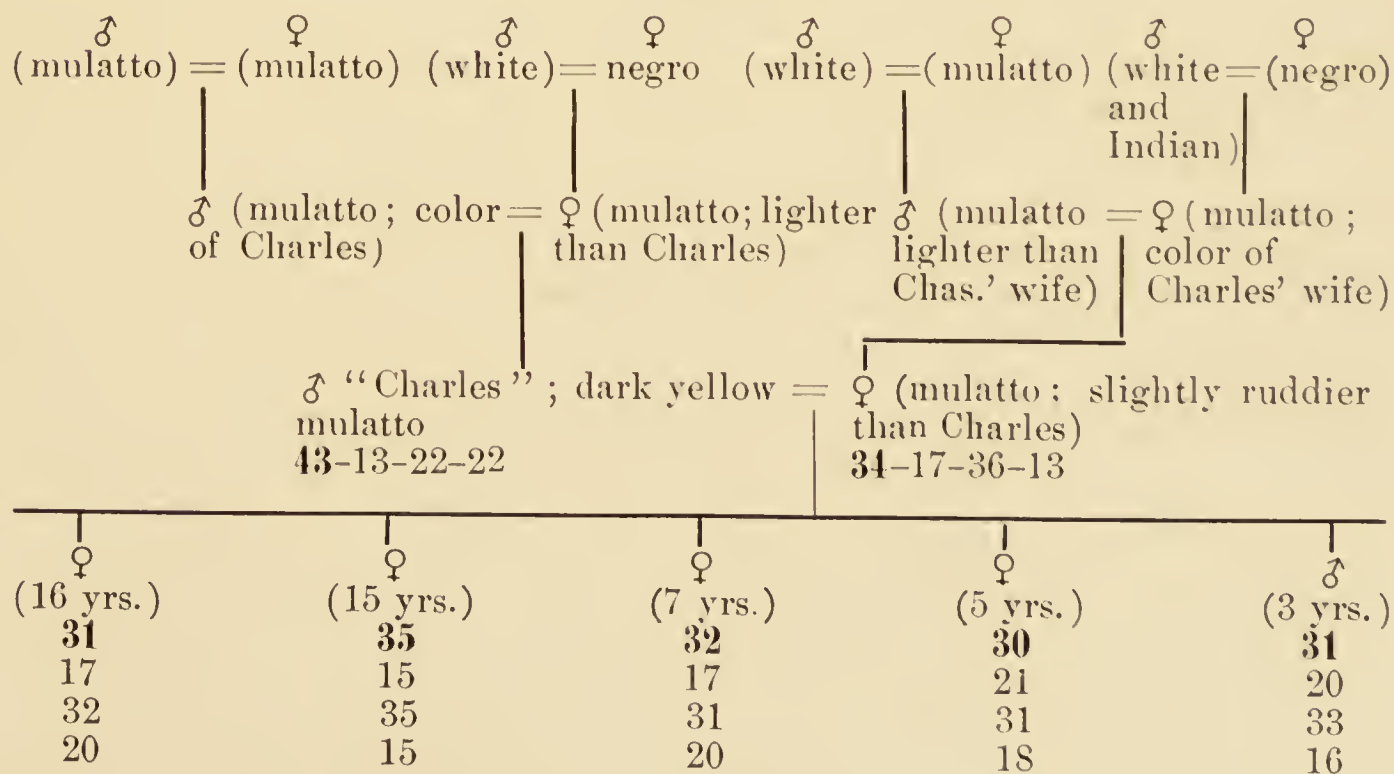 ♂ ♀ ♂ ♀ ♂ ♀ ♂ ♀
(mulatto) = (mulatto) (white) = negro (white) = (mulatto) (white = (negro)
and
Indian)
♂ (mulatto; color = ♀ (mulatto; lighter ♂ (mulatto = ♀ (mulatto;
of Charles) than Charles) lighter than color of
Chas.' wife) Charles' wife)
♂ “Charles”; dark yellow = ♀ (mulatto: slightly ruddier
mulatto than Charles)
43-13-22-22 34-17-36-13
♀ ♀ ♀ ♀ ♂
(16 yrs.) (15 yrs.) (7 yrs.) (5 yrs.) (3 yrs.)
31 35 32 30 31
17 15 17 21 20
32 35 31 31 33
20 15 20 18 16